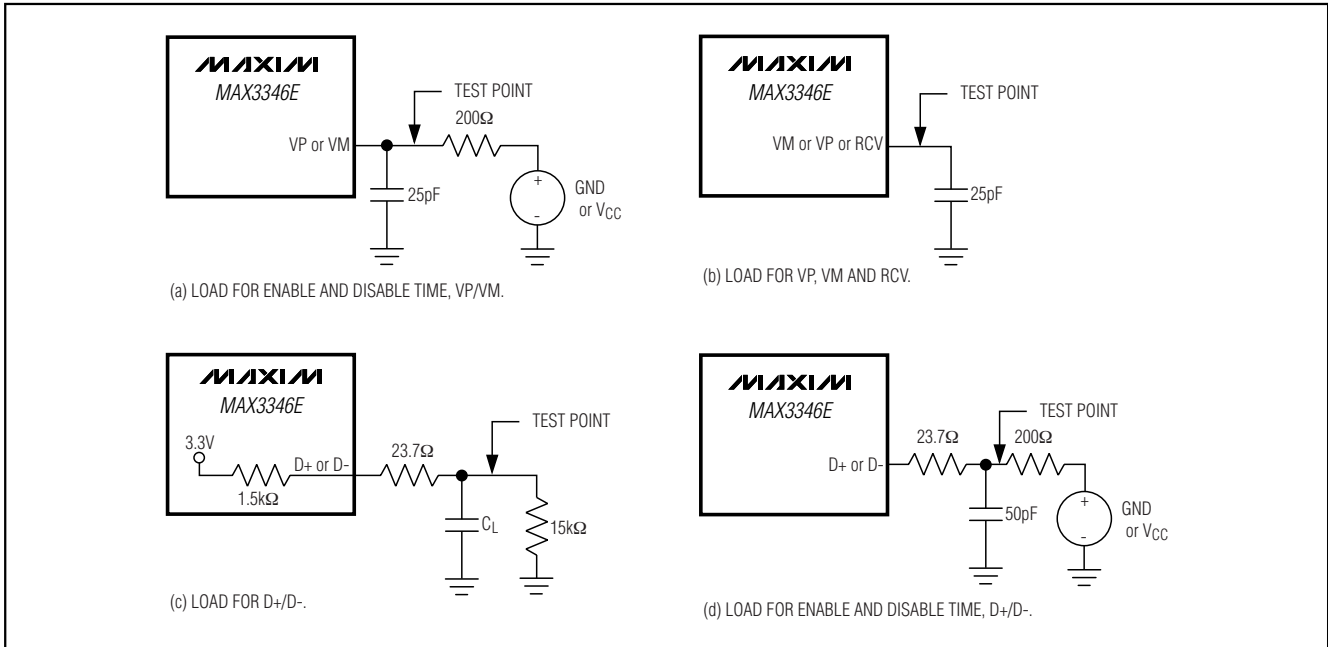 MAXIM
MAX3346E
TEST POINT
200Ω
VP or VM
25pF
+
-
GND
or VCC
(a) LOAD FOR ENABLE AND DISABLE TIME, VP/VM.
MAXIM
MAX3346E
TEST POINT
VM or VP or RCV
25pF
(b) LOAD FOR VP, VM AND RCV.
MAXIM
MAX3346E
3.3V
1.5kΩ
D+ or D-
23.7Ω
TEST POINT
CL
15kΩ
(c) LOAD FOR D+/D-.
MAXIM
MAX3346E
TEST POINT
23.7Ω
200Ω
D+ or D-
50pF
+
-
GND
or VCC
(d) LOAD FOR ENABLE AND DISABLE TIME, D+/D-.